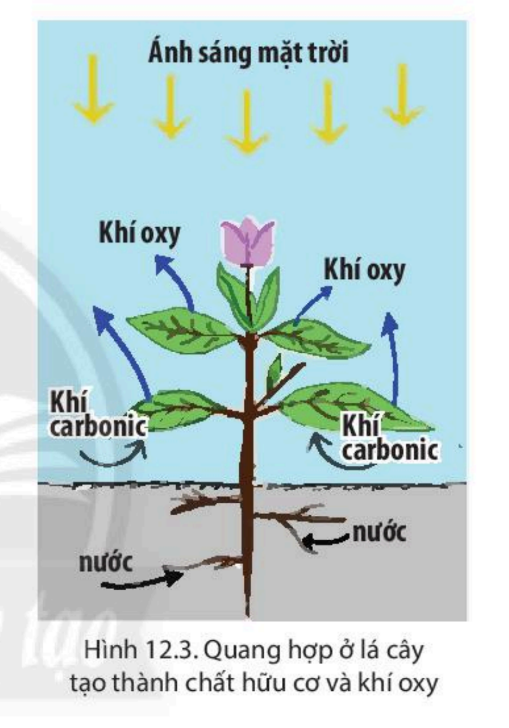 Ánh sáng mặt trời
Khí oxy
Khí oxy
Khí
carbonic
Khí
carbonic
nước
nước
Hình 12.3. Quang hợp ở lá cây
tạo thành chất hữu cơ và khí oxy
tạo